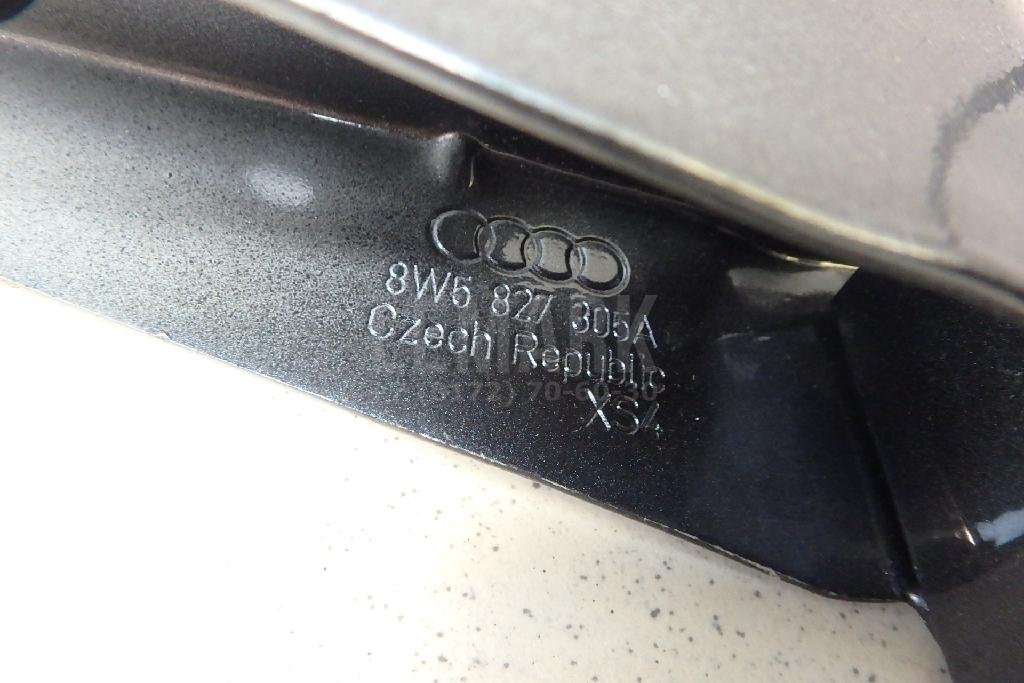 8W5 827 305A
Czech Republic
XS4